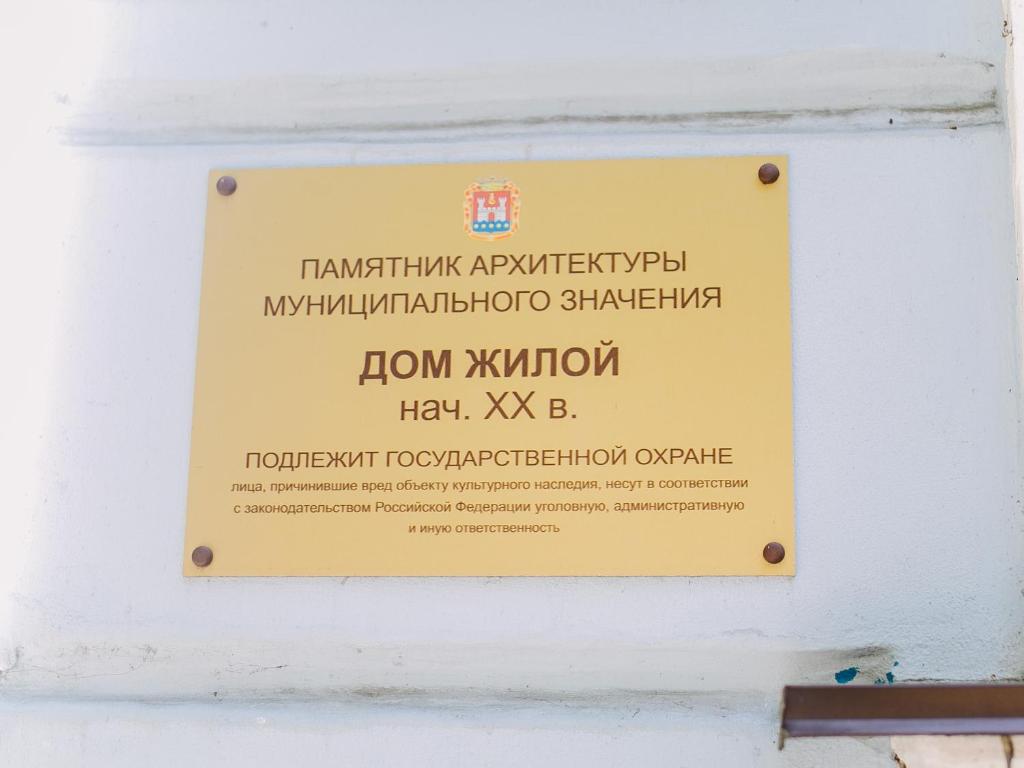 ПАМЯТНИК АРХИТЕКТУРЫ
МУНИЦИПАЛЬНОГО ЗНАЧЕНИЯ
ДОМ ЖИЛОЙ
нач. XX в.
ПОДЛЕЖИТ ГОСУДАРСТВЕННОЙ ОХРАНЕ
лица, причинившие вред объекту культурного наследия, несут в соответствии
с законодательством Российской Федерации уголовную, административную
и иную ответственность